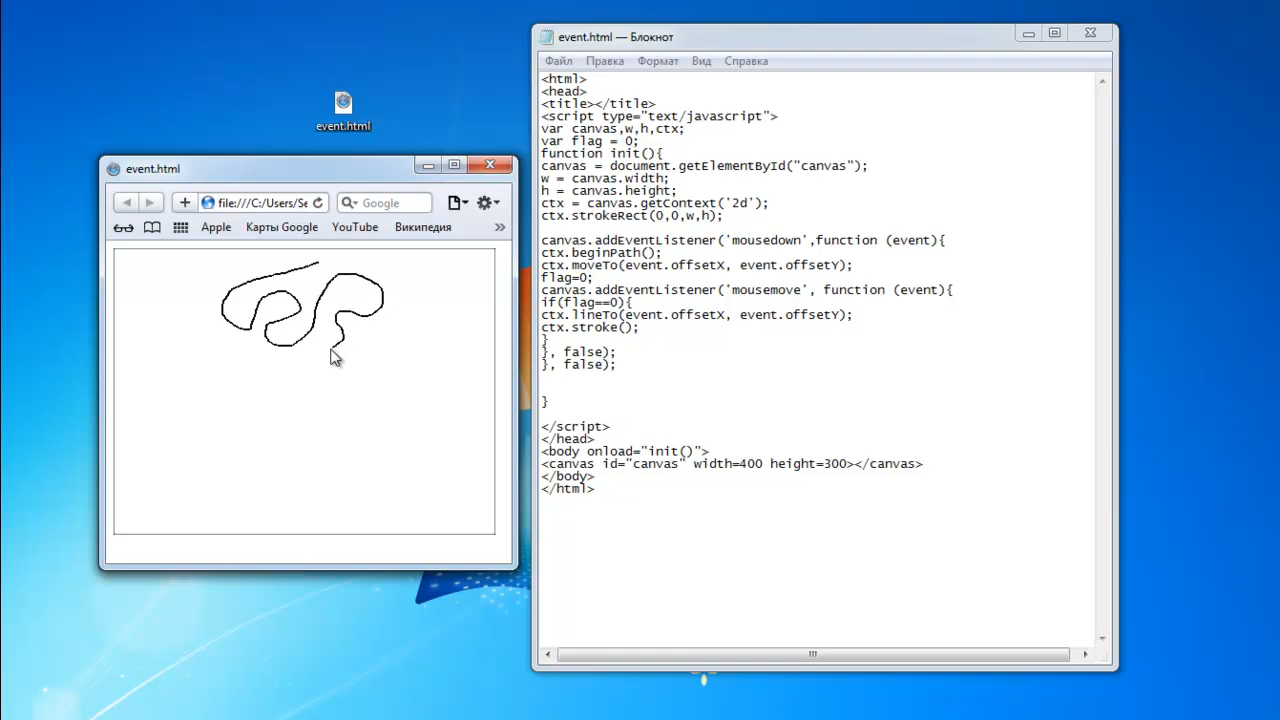 event.html
event.html
file:///C:/Users/Se
Google
Apple
Карты Google
YouTube
Википедия
event.html — Блокнот
Файл Правка Формат Вид Справка
<html>
<head>
<title></title>
<script type="text/javascript">
var canvas,w,h,ctx;
var flag = 0;
function init(){
canvas = document.getElementById("canvas");
w = canvas.width;
h = canvas.height;
ctx = canvas.getContext('2d');
ctx.strokeRect(0,0,w,h);
canvas.addEventListener('mousedown',function (event){
ctx.beginPath();
ctx.moveTo(event.offsetX, event.offsetY);
flag=0;
canvas.addEventListener('mousemove', function (event){
if(flag==0){
ctx.lineTo(event.offsetX, event.offsetY);
ctx.stroke();
}
}, false);
}, false);
}
</script>
</head>
<body onload="init()">
<canvas id="canvas" width=400 height=300></canvas>
</body>
</html>